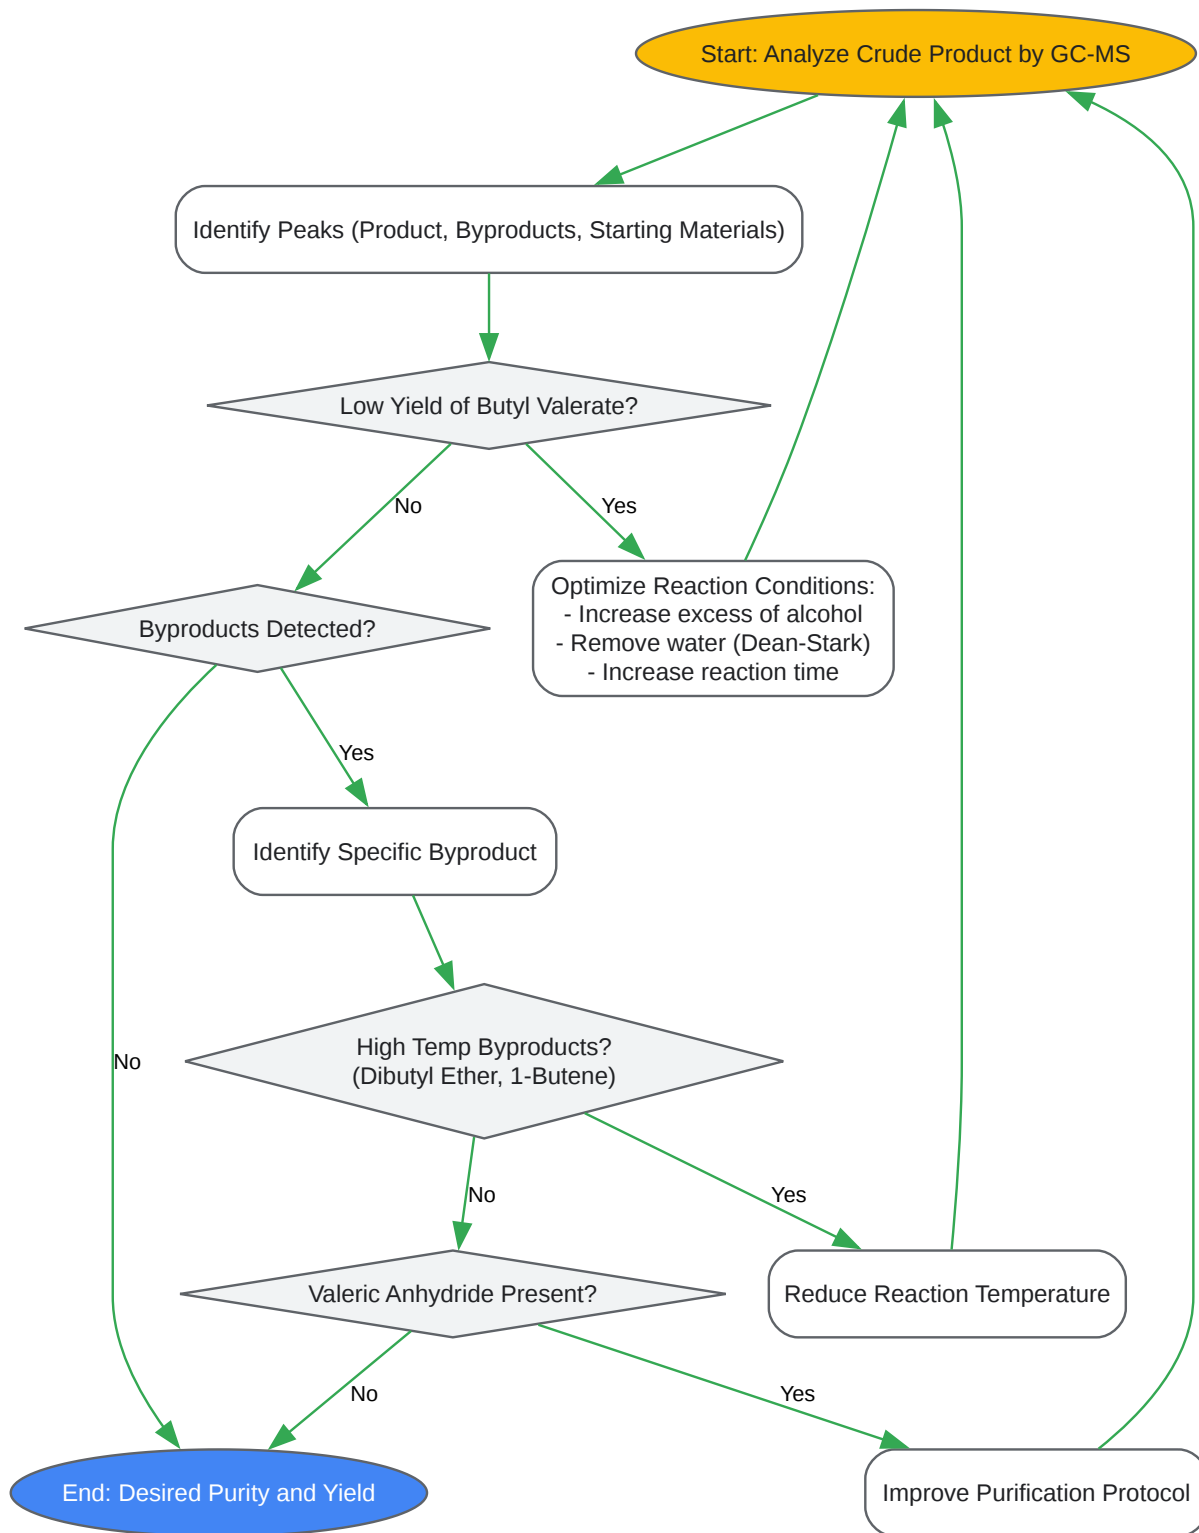 Start: Analyze Crude Product by GC-MS
Identify Peaks (Product, Byproducts, Starting Materials)
Low Yield of Butyl Valerate?
No
Yes
Optimize Reaction Conditions:
- Increase excess of alcohol
- Remove water (Dean-Stark)
- Increase reaction time
Byproducts Detected?
Yes
Identify Specific Byproduct
High Temp Byproducts?
(Dibutyl Ether, 1-Butene)
No
No
Yes
Valeric Anhydride Present?
Reduce Reaction Temperature
No
Yes
End: Desired Purity and Yield
Improve Purification Protocol